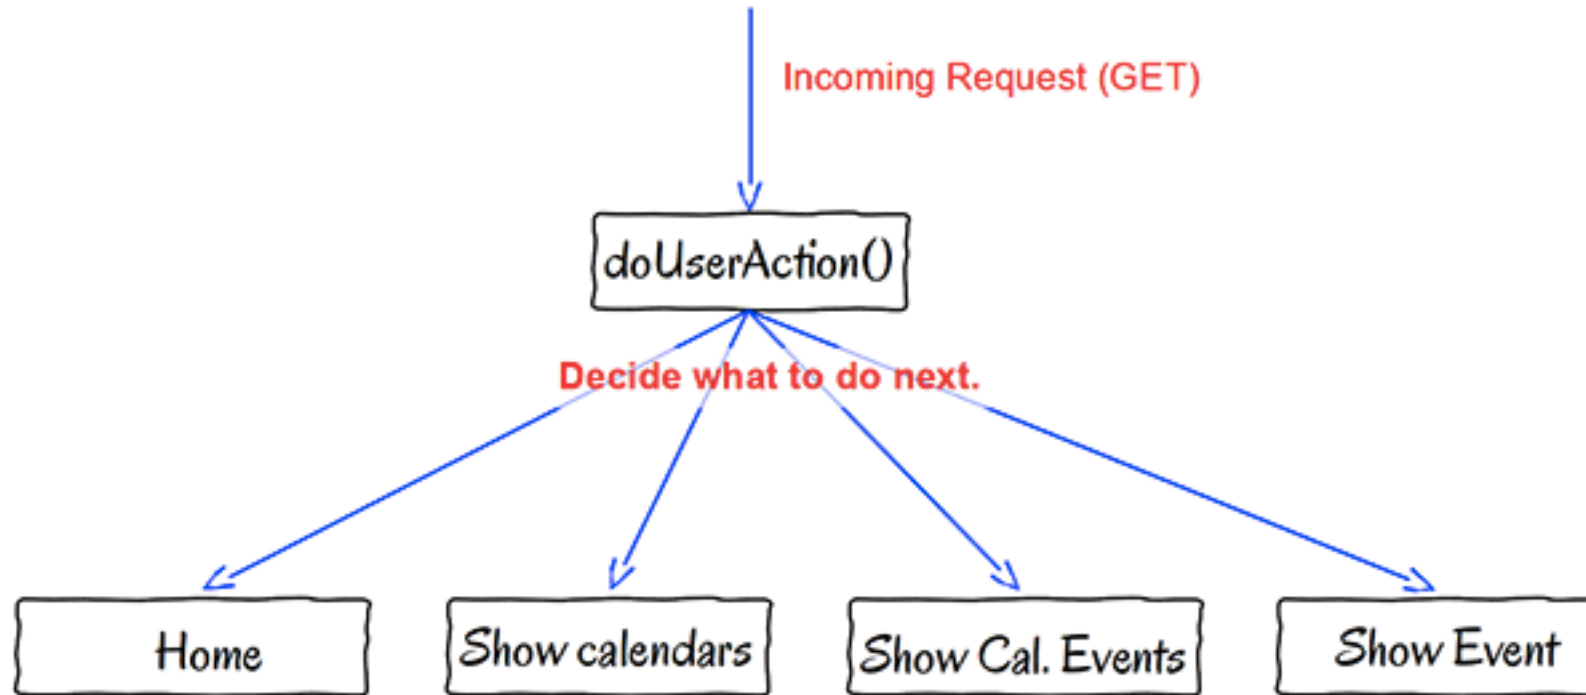 Incoming Request (GET)
doUserAction()
Decide what to do next.
Home
Show calendars
Show Cal. Events
Show Event